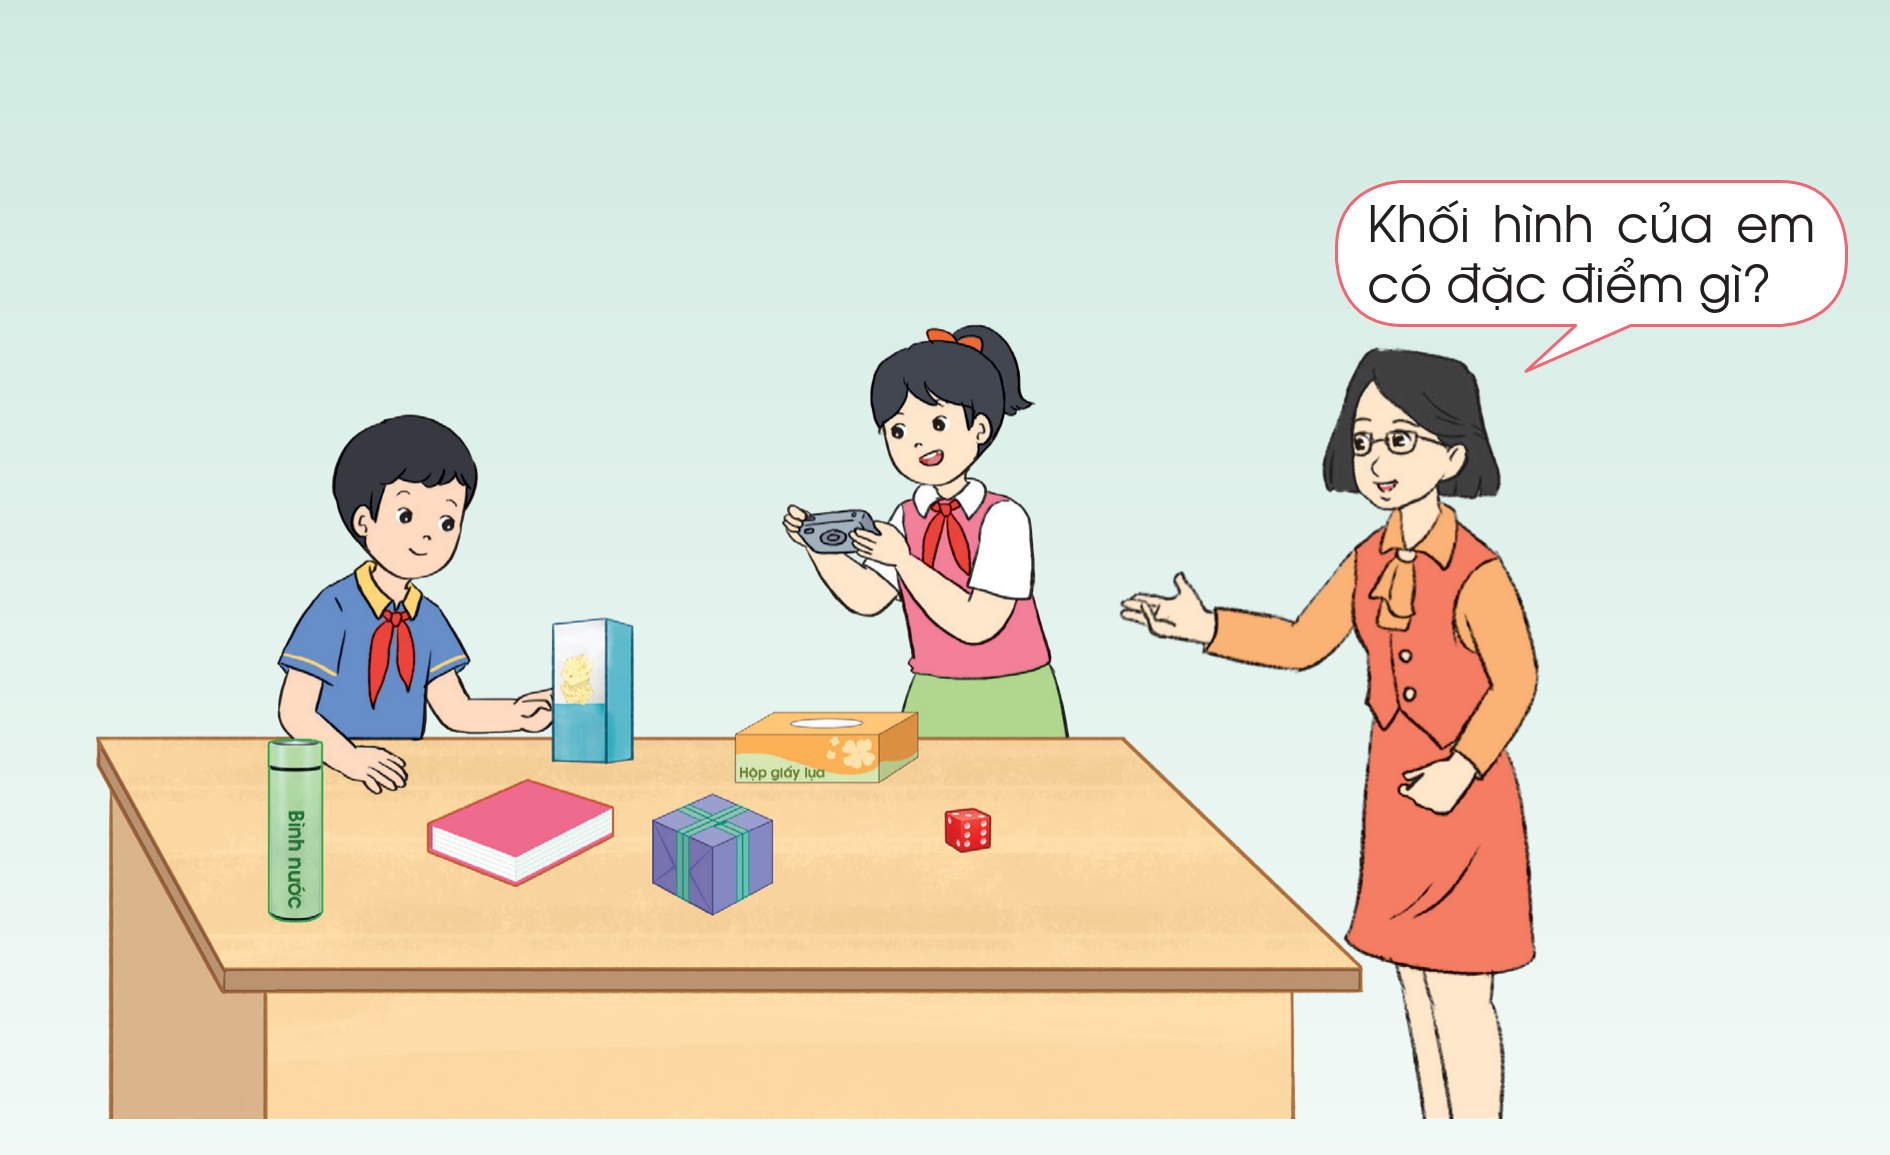 Khối hình của em
có đặc điểm gì?
Hộp giấy lụa
Bình nước